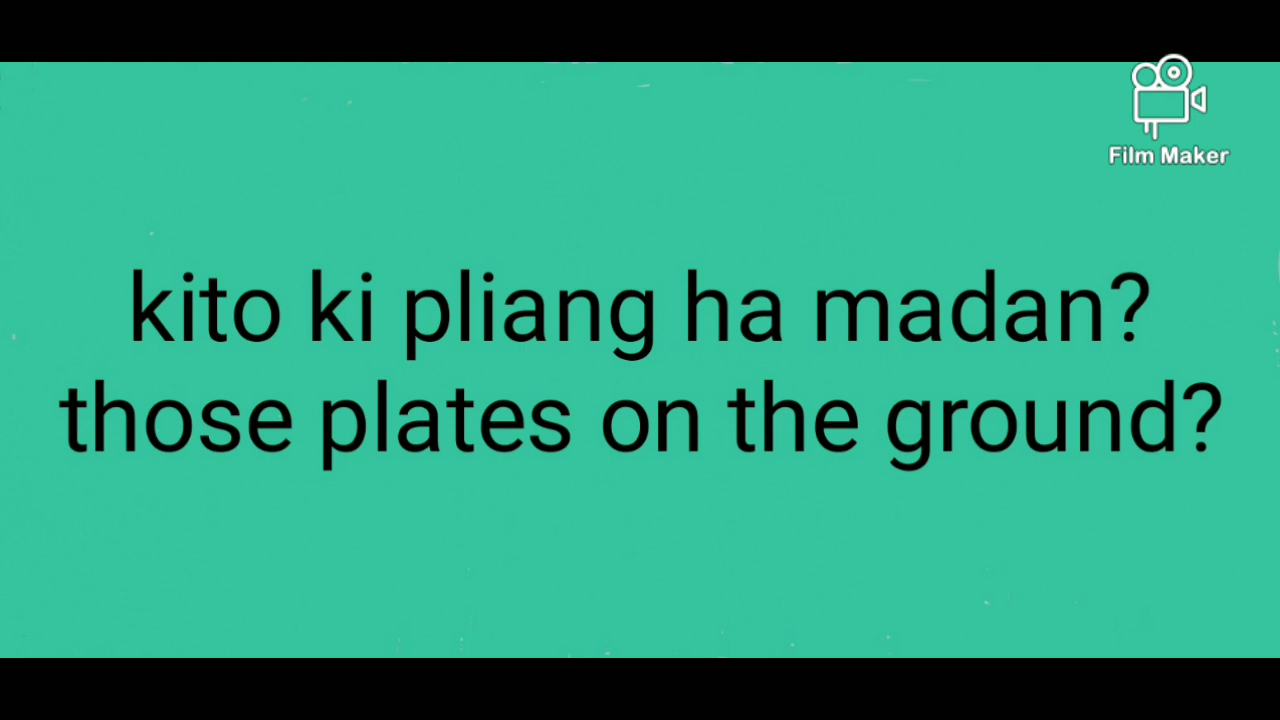 Film Maker
kito ki pliang ha madan?
those plates on the ground?